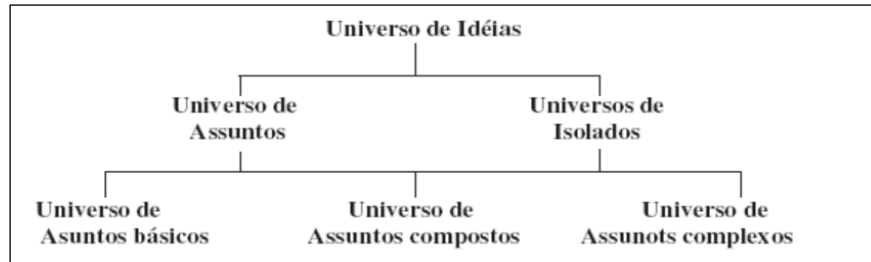 Universo de Idéias
Universo de
Assuntos
Universos de
Isolados
Universo de
Asuntos básicos
Universo de
Assuntos compostos
Universo de
Assunots complexos